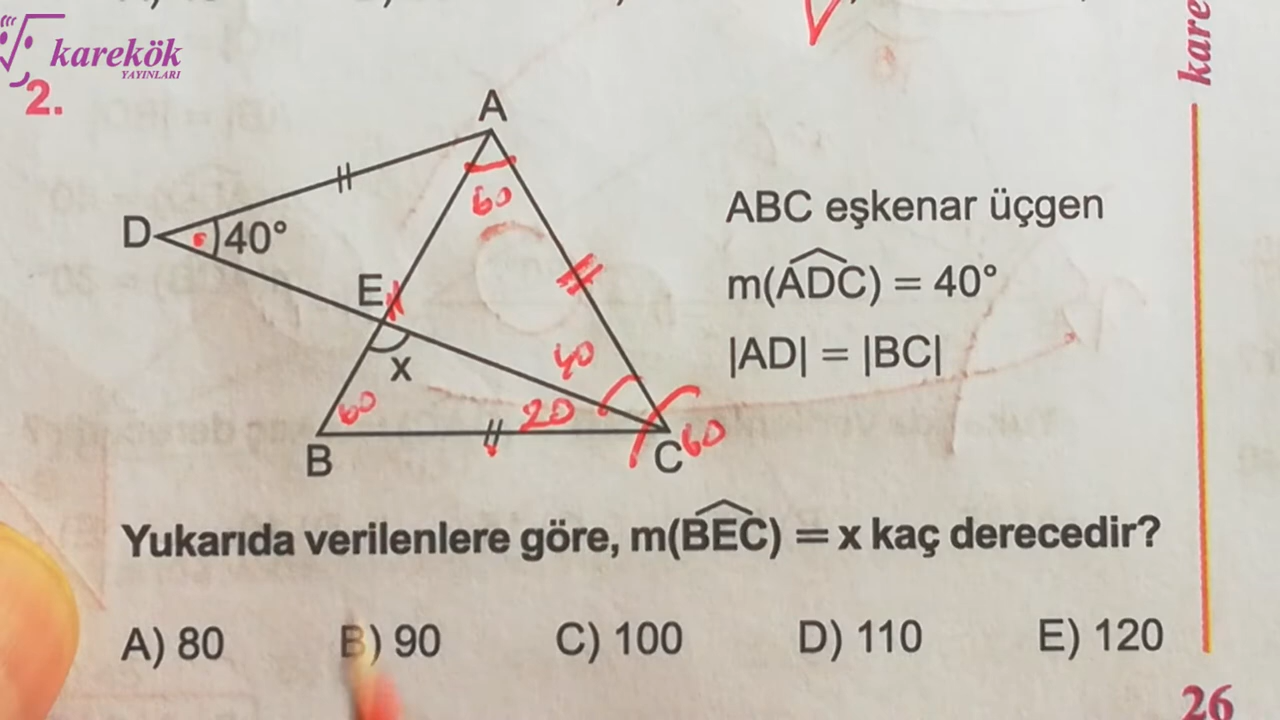 karekök
YAYINLARI
kare
2.
A
60
D
40°
E
x
40
60
20
B
C
60
ABC eşkenar üçgen
m(ADC) = 40°
|AD| = |BC|
Yukarıda verilenlere göre, m(BEC) = x kaç derecedir?
A) 80 B) 90 C) 100 D) 110 E) 120
26